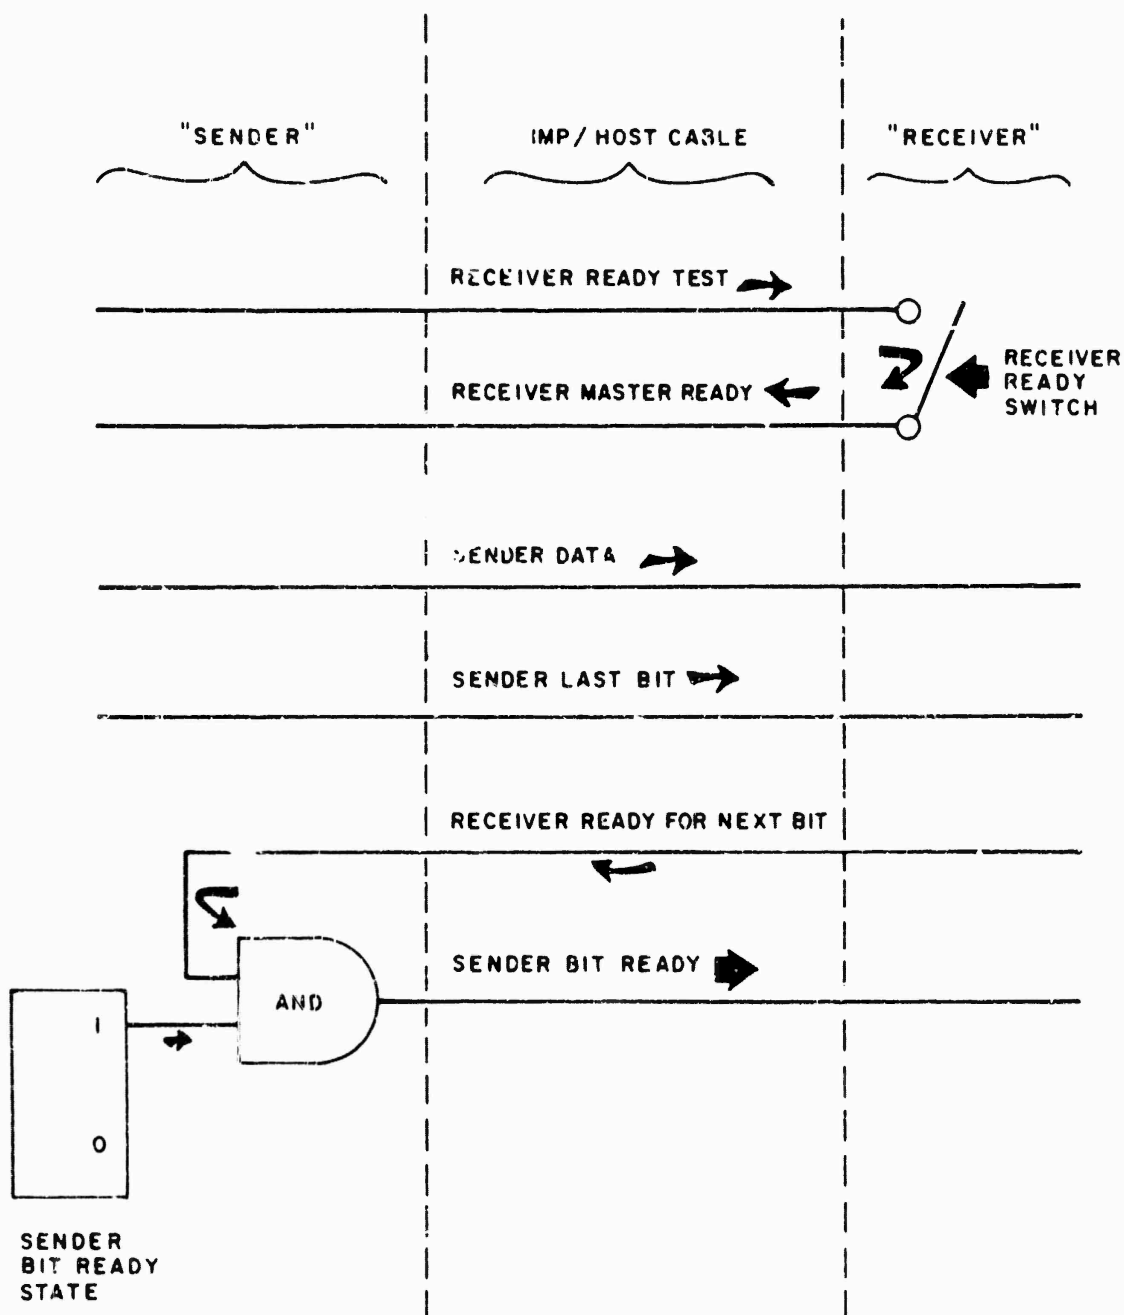 "SENDER"
IMP/HOST CABLE
"RECEIVER"
RECEIVER READY TEST
RECEIVER MASTER READY
RECEIVER
READY
SWITCH
SENDER DATA
SENDER LAST BIT
RECEIVER READY FOR NEXT BIT
SENDER BIT READY
AND
1
0
SENDER
BIT READY
STATE